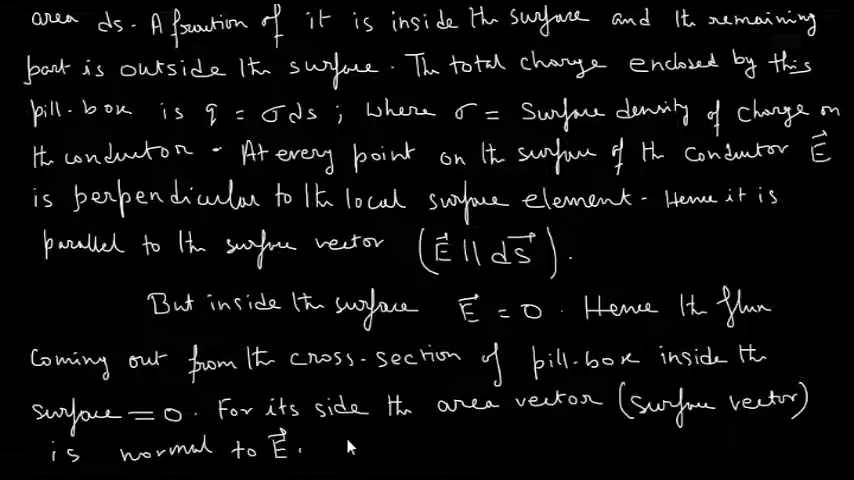 area ds. A fraction of it is inside the surface and the remaining
part is outside the surface. The total charge enclosed by this
pill-box is q = σds ; where σ = Surface density of charge on
the conductor. At every point on the surface of the conductor E⃗
is perpendicular to the local surface element. Hence it is
parallel to the surface vector (E⃗ || ds⃗).
But inside the surface E⃗ = 0. Hence the flux
Coming out from the cross-section of pill-box inside the
surface = 0. For its side the area vector (surface vector)
is normal to E⃗.